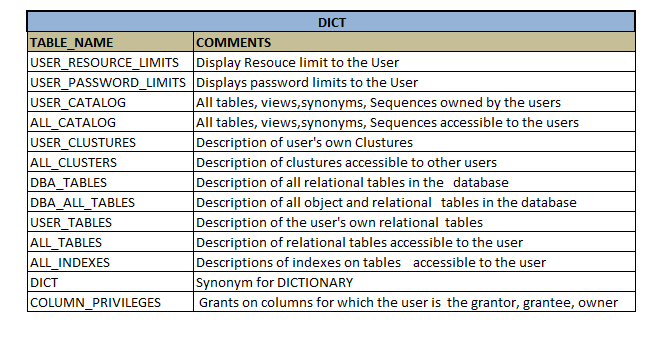 DICT
TABLE_NAME COMMENTS
USER_RESOURCE_LIMITS Display Resouce limit to the User
USER_PASSWORD_LIMITS Displays password limits to the User
USER_CATALOG All tables, views,synonyms, Sequences owned by the users
ALL_CATALOG All tables, views,synonyms, Sequences accessible to the users
USER_CLUSTURES Description of user's own Clustures
ALL_CLUSTERS Description of clustures accessible to other users
DBA_TABLES Description of all relational tables in the database
DBA_ALL_TABLES Description of all object and relational tables in the database
USER_TABLES Description of the user's own relational tables
ALL_TABLES Description of relational tables accessible to the user
ALL_INDEXES Descriptions of indexes on tables accessible to the user
DICT Synonym for DICTIONARY
COLUMN_PRIVILEGES Grants on columns for which the user is the grantor, grantee, owner